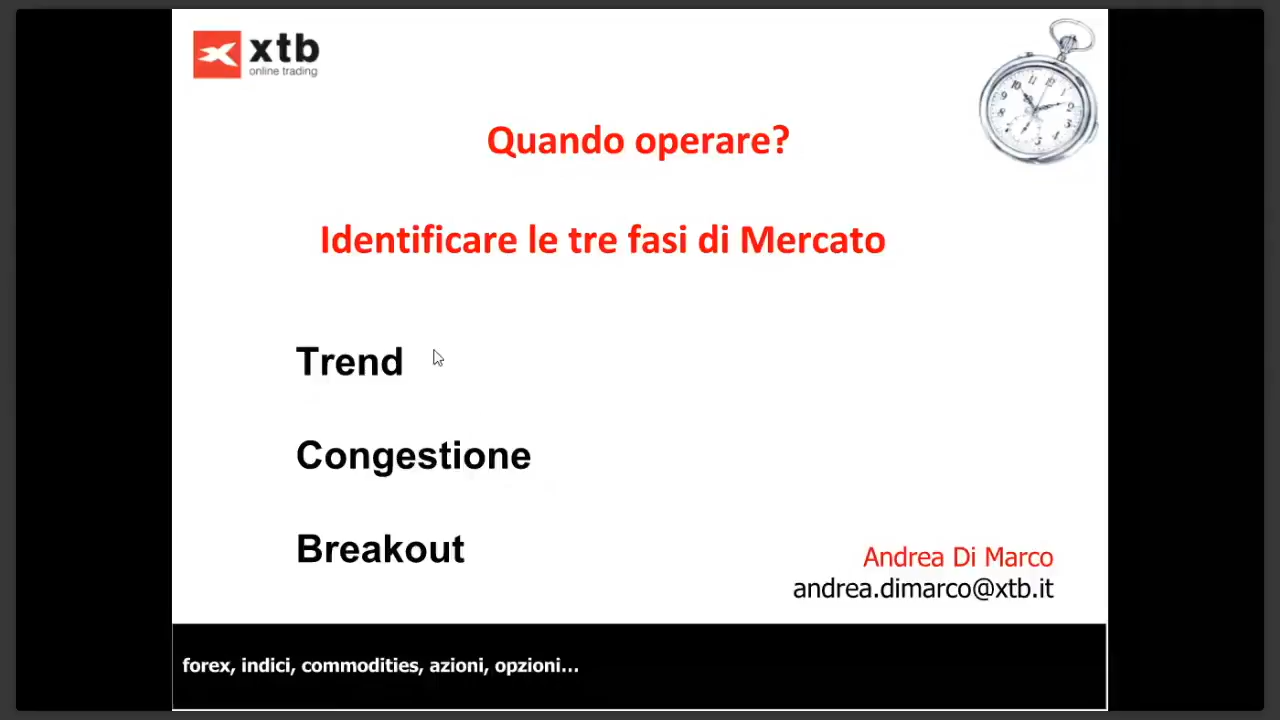 xtb
online trading
Quando operare?
Identificare le tre fasi di Mercato
Trend
Congestione
Breakout
Andrea Di Marco
andrea.dimarco@xtb.it
forex, indici, commodities, azioni, opzioni...